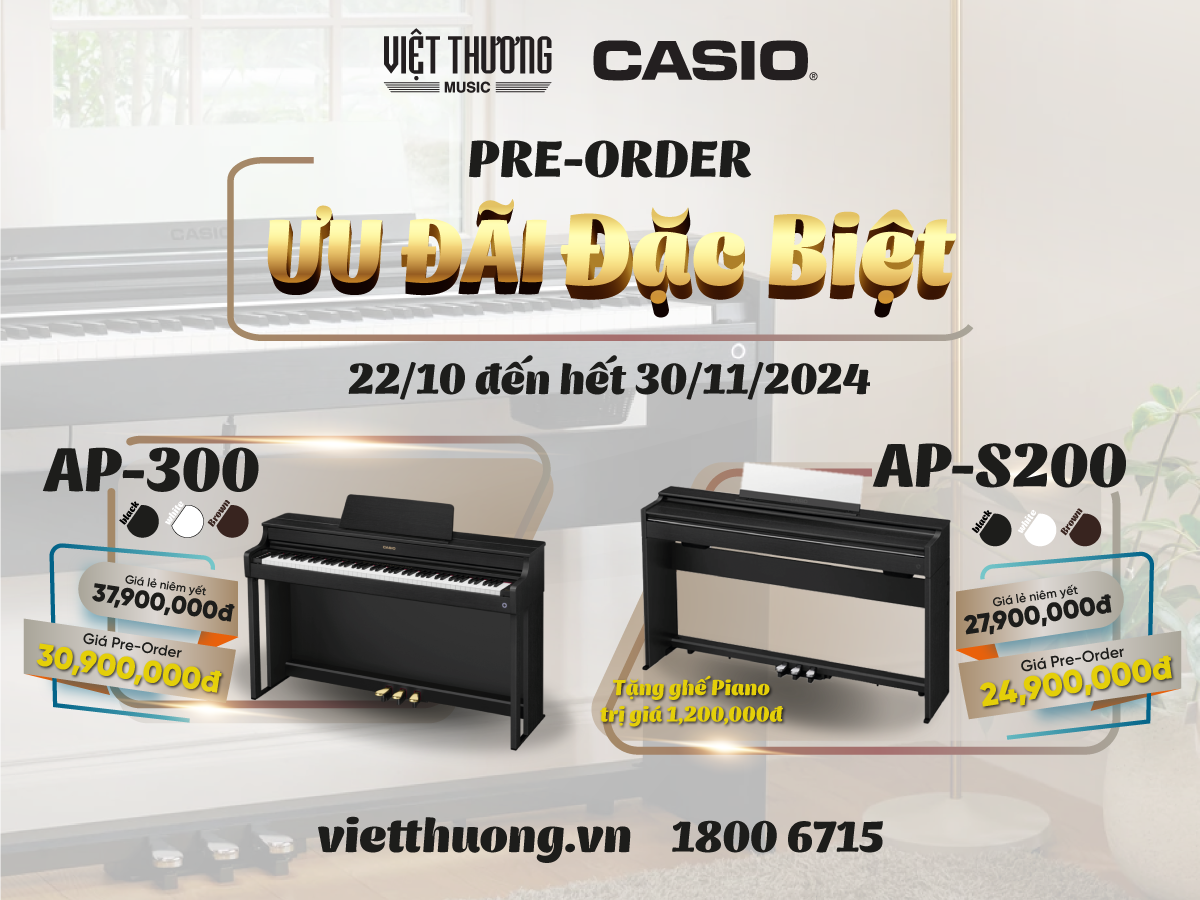 VIỆT THƯƠNG
MUSIC
CASIO®
PRE-ORDER
ƯU ĐÃI Đặc Biệt
CASIO
22/10 đến hết 30/11/2024
AP-300
black
white
Brown
Giá lẻ niêm yết
37,900,000đ
Giá Pre-Order
30,900,000đ
CASIO
AP-S200
black
white
Brown
Giá lẻ niêm yết
27,900,000đ
Giá Pre-Order
24,900,000đ
Tặng ghế Piano
trị giá 1,200,000đ
vietthuong.vn 1800 6715